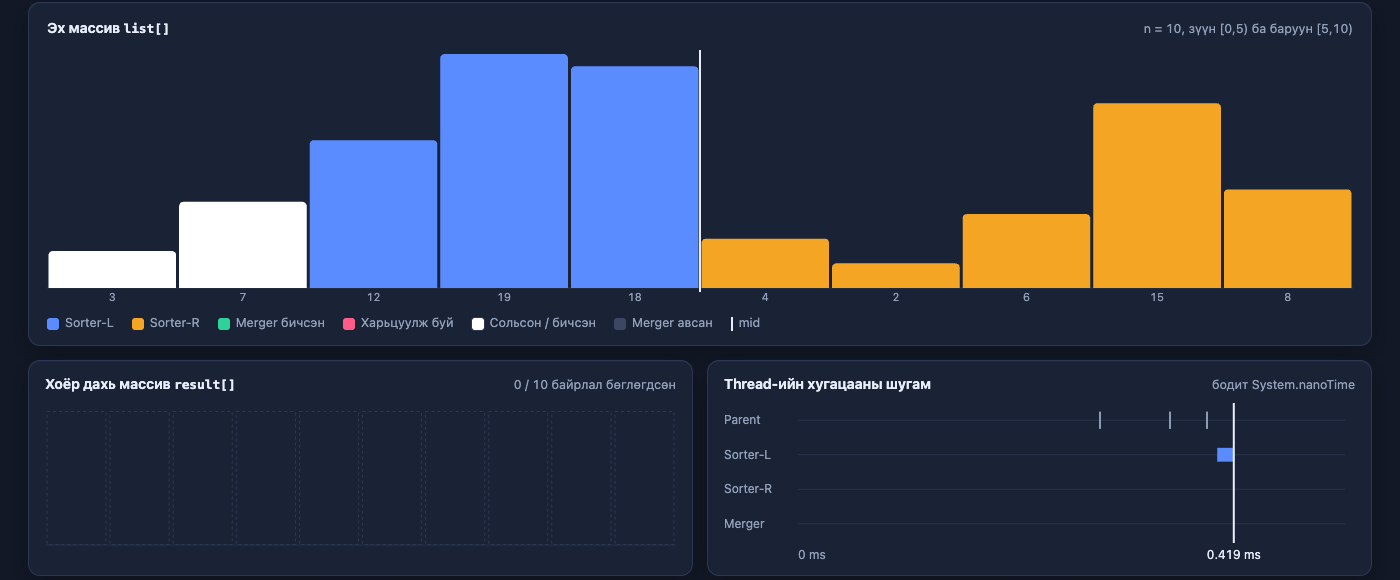 Эх массив list[]
n = 10, зүүн [0,5) ба баруун [5,10)
3 7 12 19 18 4 2 6 15 8
Sorter-L Sorter-R Merger бичсэн Харьцуулж буй Сольсон / бичсэн Merger авсан mid
Хоёр дахь массив result[]
0 / 10 байрлал бөглөгдсөн
Thread-ийн хугацааны шугам
бодит System.nanoTime
Parent
Sorter-L
Sorter-R
Merger
0 ms 0.419 ms